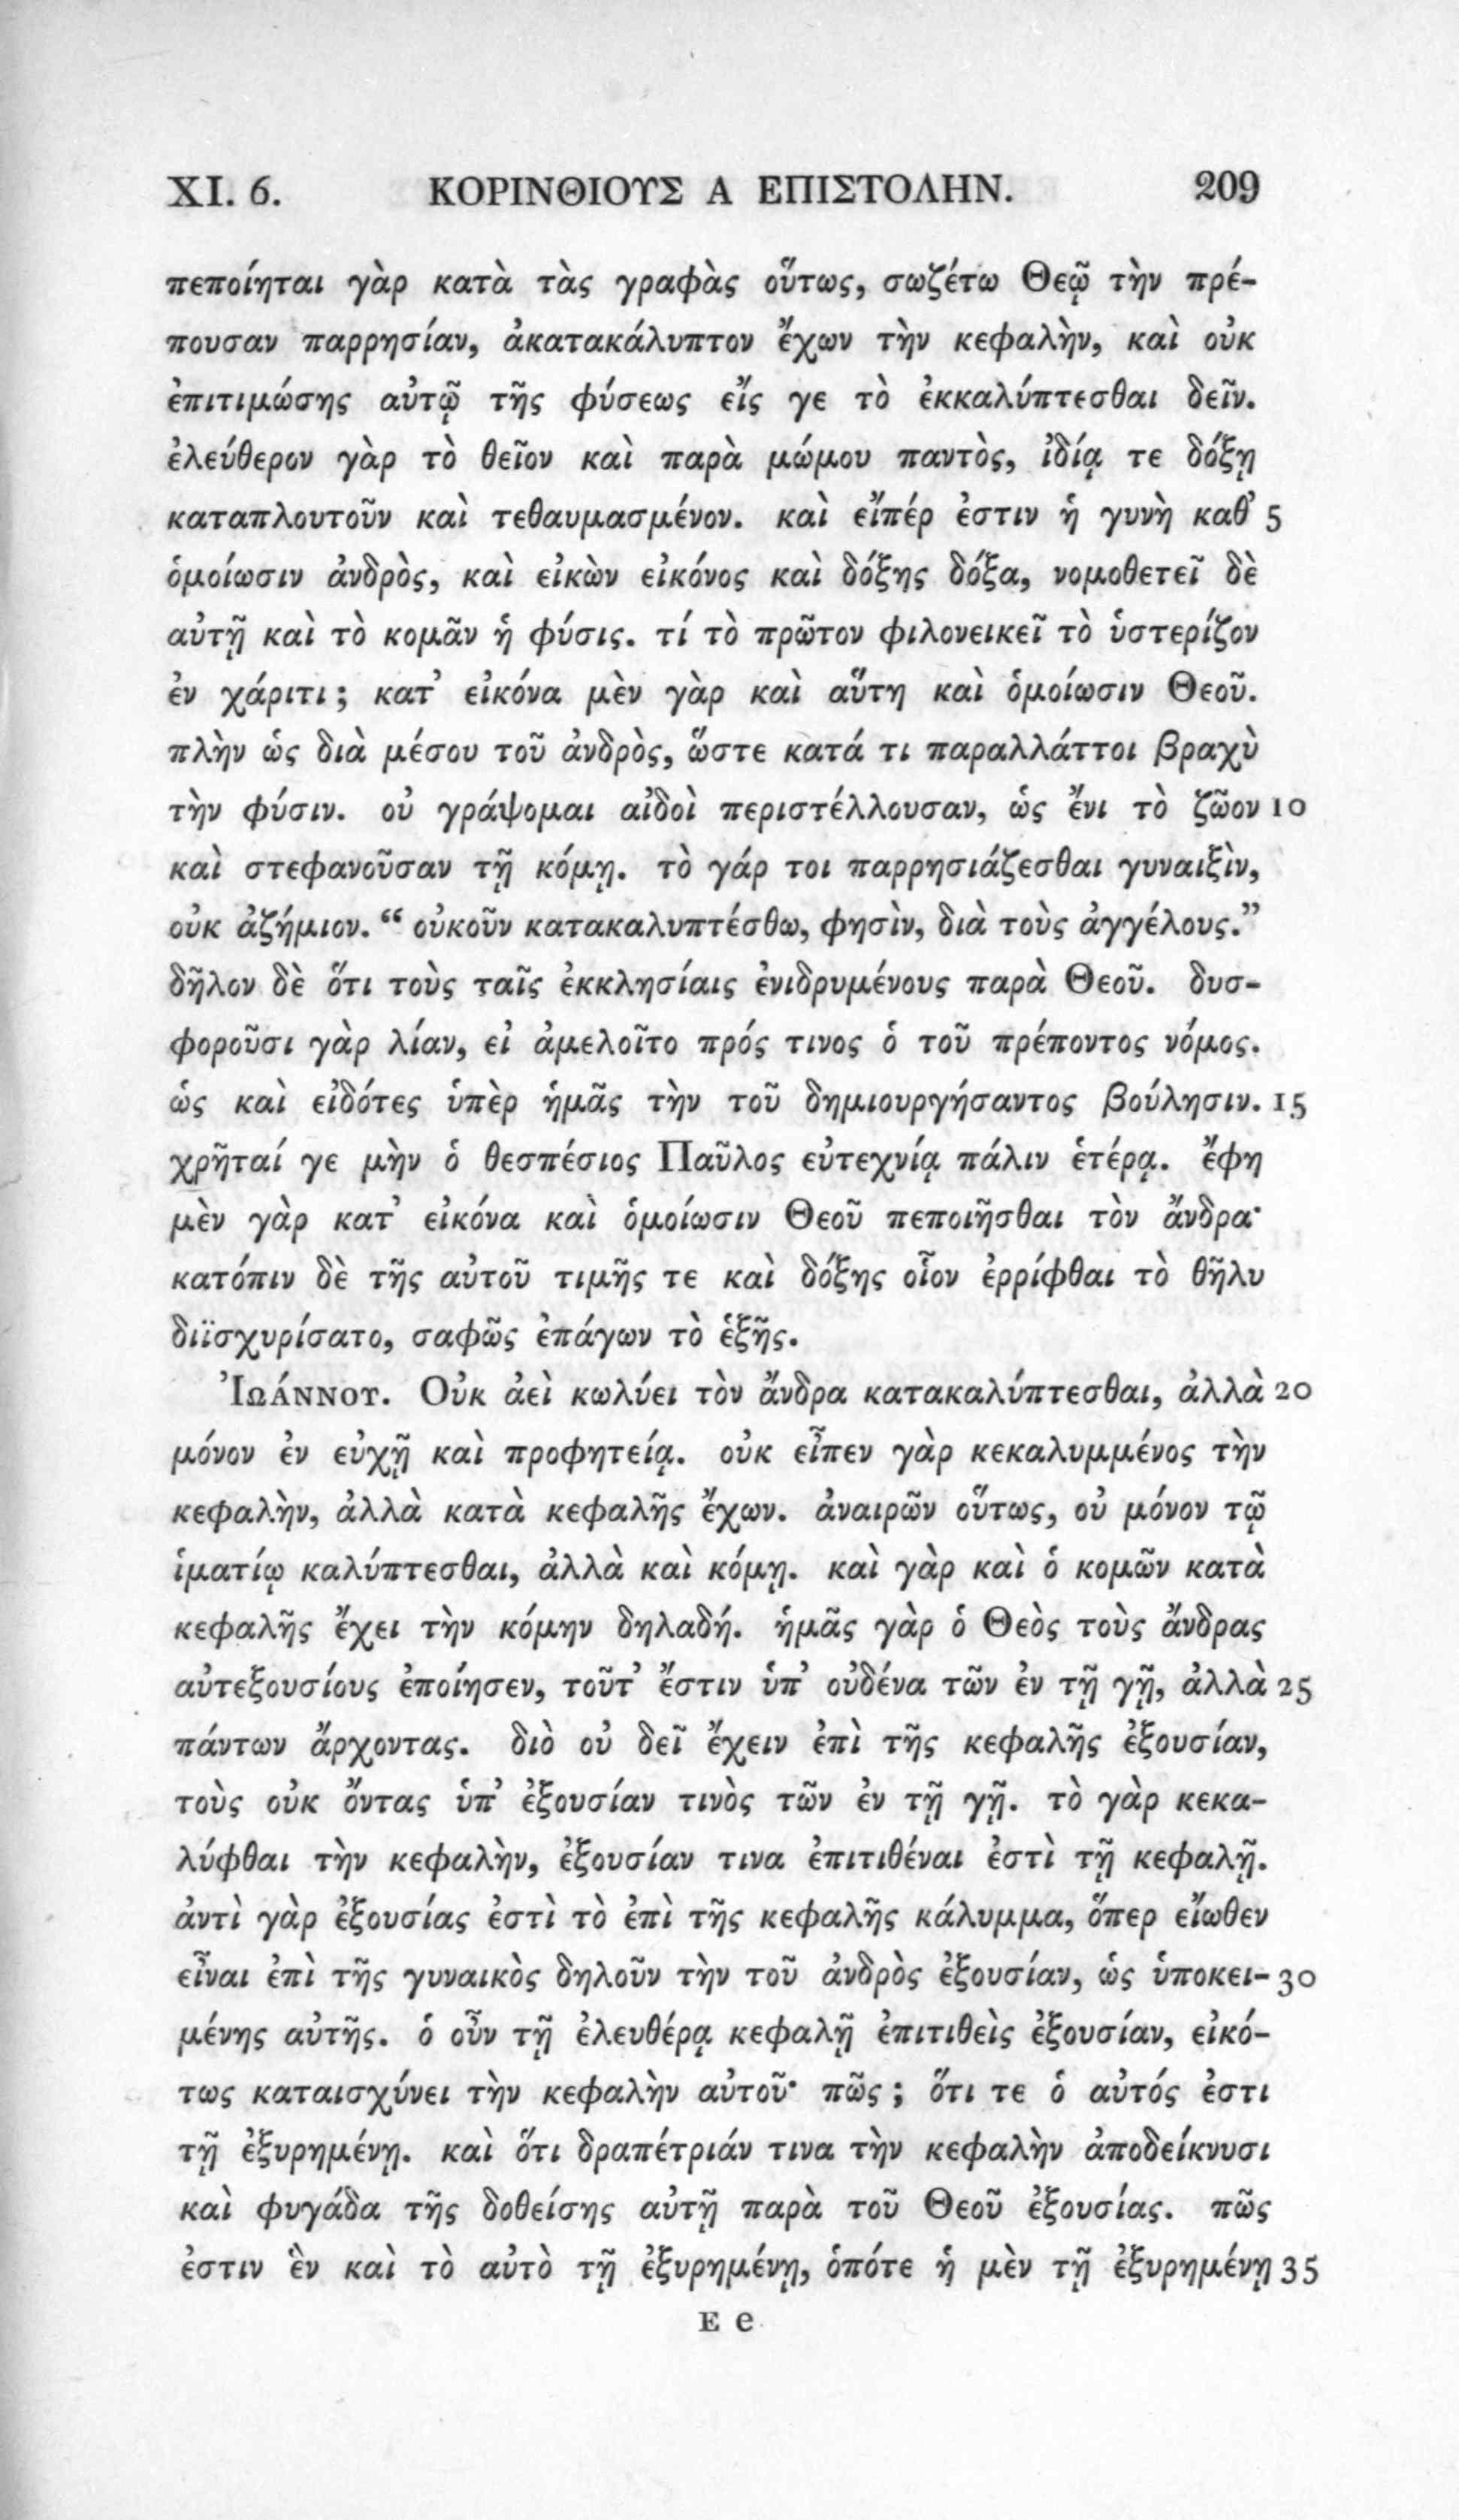 XI. 6. ΚΟΡΙΝΘΙΟΥΣ Α ΕΠΙΣΤΟΛΗΝ. 209
πεποίηται γὰρ κατὰ τὰς γραφὰς οὕτως, σωζέτω Θεῷ τὴν πρέ-
πουσαν παρρησίαν, ἀκατακάλυπτον ἔχων τὴν κεφαλὴν, καὶ οὐκ
ἐπιτιμώσης αὐτῷ τῆς φύσεως εἴς γε τὸ ἐκκαλύπτεσθαι δεῖν.
ἐλεύθερον γὰρ τὸ θεῖον καὶ παρὰ μώμου παντὸς, ἰδίᾳ τε δόξῃ
καταπλουτοῦν καὶ τεθαυμασμένον. καὶ εἴπέρ ἐστιν ἡ γυνὴ καθ' 5
ὁμοίωσιν ἀνδρὸς, καὶ εἰκὼν εἰκόνος καὶ δόξης δόξα, νομοθετεῖ δὲ
αὐτῇ καὶ τὸ κομᾶν ἡ φύσις. τί τὸ πρῶτον φιλονεικεῖ τὸ ὑστερίζον
ἐν χάριτι; κατ' εἰκόνα μὲν γὰρ καὶ αὕτη καὶ ὁμοίωσιν Θεοῦ.
πλὴν ὡς διὰ μέσου τοῦ ἀνδρὸς, ὥστε κατά τι παραλλάττοι βραχὺ
τὴν φύσιν. οὐ γράψομαι αἰδοῖ περιστέλλουσαν, ὡς ἔνι τὸ ζῶον 10
καὶ στεφανοῦσαν τῇ κόμῃ. τὸ γάρ τοι παρρησιάζεσθαι γυναιξὶν,
οὐκ ἀζήμιον. “ οὐκοῦν κατακαλυπτέσθω, φησὶν, διὰ τοὺς ἀγγέλους.”
δῆλον δὲ ὅτι τοὺς ταῖς ἐκκλησίαις ἐνιδρυμένους παρὰ Θεοῦ. δυσ-
φοροῦσι γὰρ λίαν, εἰ ἀμελοῖτο πρός τινος ὁ τοῦ πρέποντος νόμος.
ὡς καὶ εἰδότες ὑπὲρ ἡμᾶς τὴν τοῦ δημιουργήσαντος βούλησιν. 15
χρῆταί γε μὴν ὁ θεσπέσιος Παῦλος εὐτεχνίᾳ πάλιν ἑτέρᾳ. ἔφη
μὲν γὰρ κατ' εἰκόνα καὶ ὁμοίωσιν Θεοῦ πεποιῆσθαι τὸν ἄνδρα·
κατόπιν δὲ τῆς αὐτοῦ τιμῆς τε καὶ δόξης οἷον ἐρρίφθαι τὸ θῆλυ
διϊσχυρίσατο, σαφῶς ἐπάγων τὸ ἑξῆς.
Ἰωάννου. Οὐκ ἀεὶ κωλύει τὸν ἄνδρα κατακαλύπτεσθαι, ἀλλὰ 20
μόνον ἐν εὐχῇ καὶ προφητείᾳ. οὐκ εἶπεν γὰρ κεκαλυμμένος τὴν
κεφαλὴν, ἀλλὰ κατὰ κεφαλῆς ἔχων. ἀναιρῶν οὕτως, οὐ μόνον τῷ
ἱματίῳ καλύπτεσθαι, ἀλλὰ καὶ κόμῃ. καὶ γὰρ καὶ ὁ κομῶν κατὰ
κεφαλῆς ἔχει τὴν κόμην δηλαδή. ἡμᾶς γὰρ ὁ Θεὸς τοὺς ἄνδρας
αὐτεξουσίους ἐποίησεν, τοῦτ' ἔστιν ὑπ' οὐδένα τῶν ἐν τῇ γῇ, ἀλλὰ 25
πάντων ἄρχοντας. διὸ οὐ δεῖ ἔχειν ἐπὶ τῆς κεφαλῆς ἐξουσίαν,
τοὺς οὐκ ὄντας ὑπ' ἐξουσίαν τινὸς τῶν ἐν τῇ γῇ. τὸ γὰρ κεκα-
λύφθαι τὴν κεφαλὴν, ἐξουσίαν τινα ἐπιτιθέναι ἐστὶ τῇ κεφαλῇ.
ἀντὶ γὰρ ἐξουσίας ἐστὶ τὸ ἐπὶ τῆς κεφαλῆς κάλυμμα, ὅπερ εἴωθεν
εἶναι ἐπὶ τῆς γυναικὸς δηλοῦν τὴν τοῦ ἀνδρὸς ἐξουσίαν, ὡς ὑποκει- 30
μένης αὐτῆς. ὁ οὖν τῇ ἐλευθέρᾳ κεφαλῇ ἐπιτιθεὶς ἐξουσίαν, εἰκό-
τως καταισχύνει τὴν κεφαλὴν αὐτοῦ· πῶς; ὅτι τε ὁ αὐτός ἐστι
τῇ ἐξυρημένῃ. καὶ ὅτι δραπέτριάν τινα τὴν κεφαλὴν ἀποδείκνυσι
καὶ φυγάδα τῆς δοθείσης αὐτῇ παρὰ τοῦ Θεοῦ ἐξουσίας. πῶς
ἐστιν ἓν καὶ τὸ αὐτὸ τῇ ἐξυρημένῃ, ὁπότε ἡ μὲν τῇ ἐξυρημένῃ 35
E e